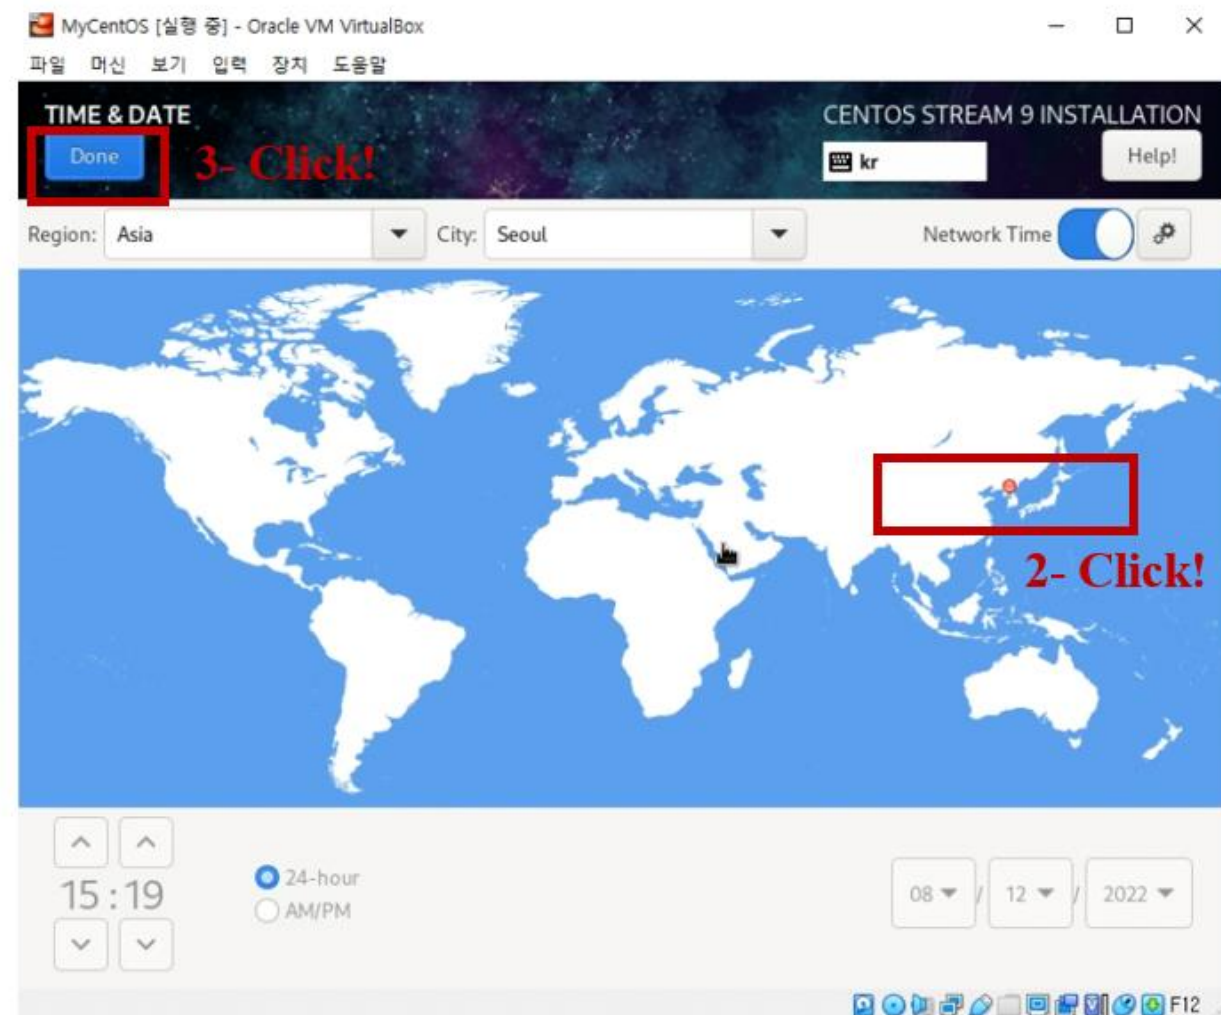 MyCentOS [실행 중] - Oracle VM VirtualBox
파일 머신 보기 입력 장치 도움말
TIME & DATE
CENTOS STREAM 9 INSTALLATION
Done
3- Click!
kr
Help!
Region: Asia
City: Seoul
Network Time
2- Click!
15:19
24-hour
AM/PM
08 / 12 / 2022
F12